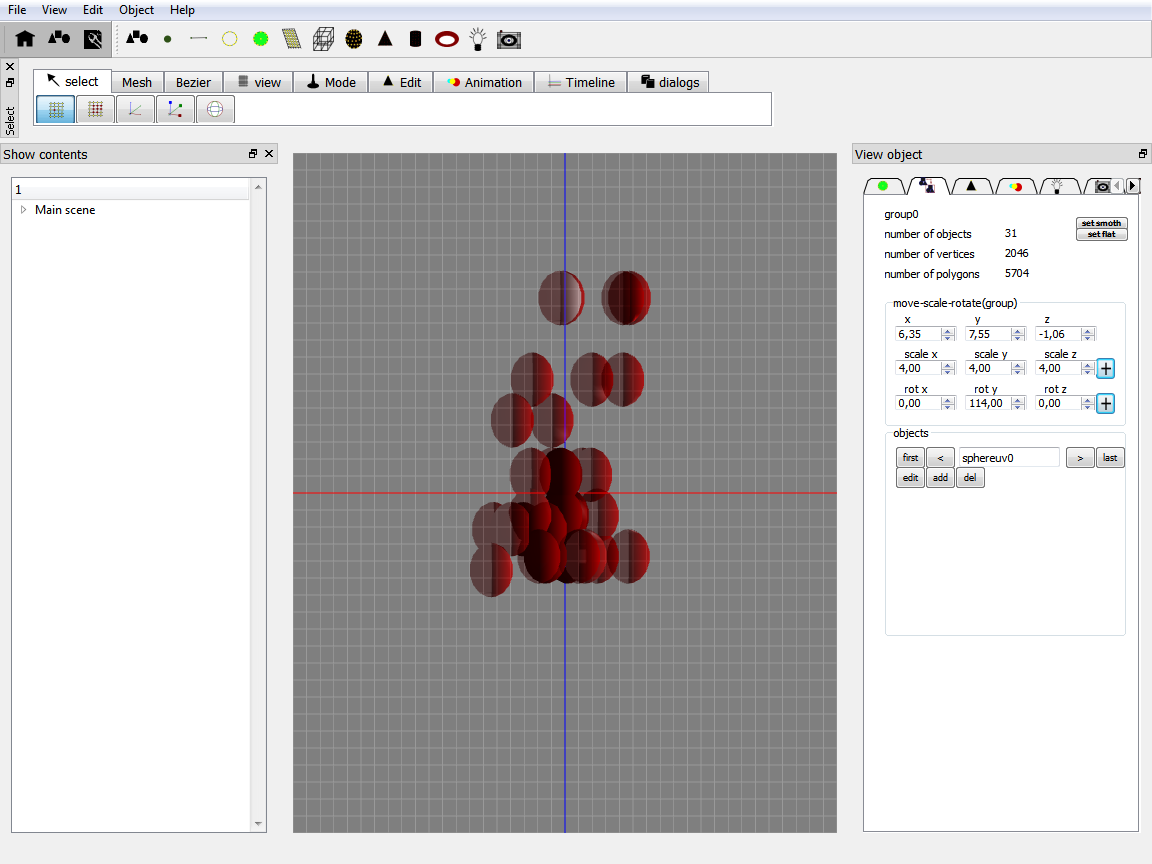 File View Edit Object Help
select Mesh Bezier view Mode Edit Animation Timeline dialogs
Select
Show contents
1
Main scene
View object
group0
number of objects 31
number of vertices 2046
number of polygons 5704
set smoth
set flat
move-scale-rotate(group)
x y z
6,35 7,55 -1,06
scale x scale y scale z
4,00 4,00 4,00 +
rot x rot y rot z
0,00 114,00 0,00 +
objects
first < sphereuv0 > last
edit add del